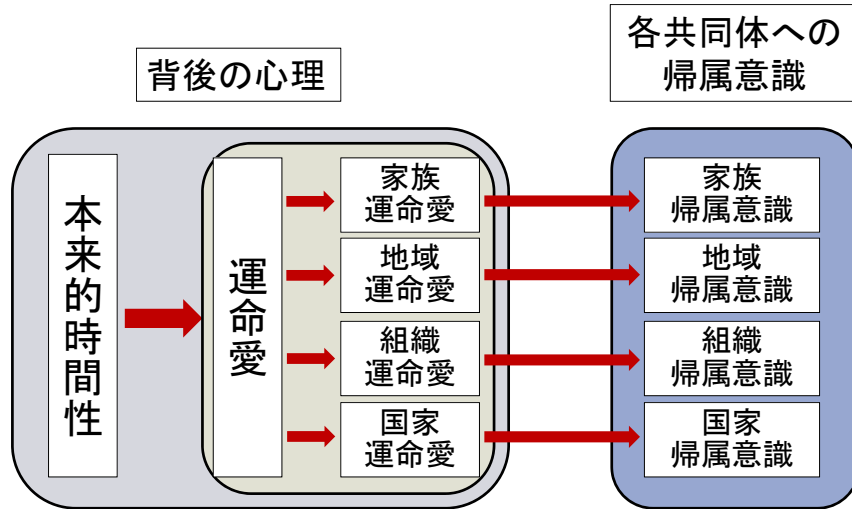 背後の心理
各共同体への
帰属意識
本来的時間性
運命愛
家族
運命愛
地域
運命愛
組織
運命愛
国家
運命愛
家族
帰属意識
地域
帰属意識
組織
帰属意識
国家
帰属意識